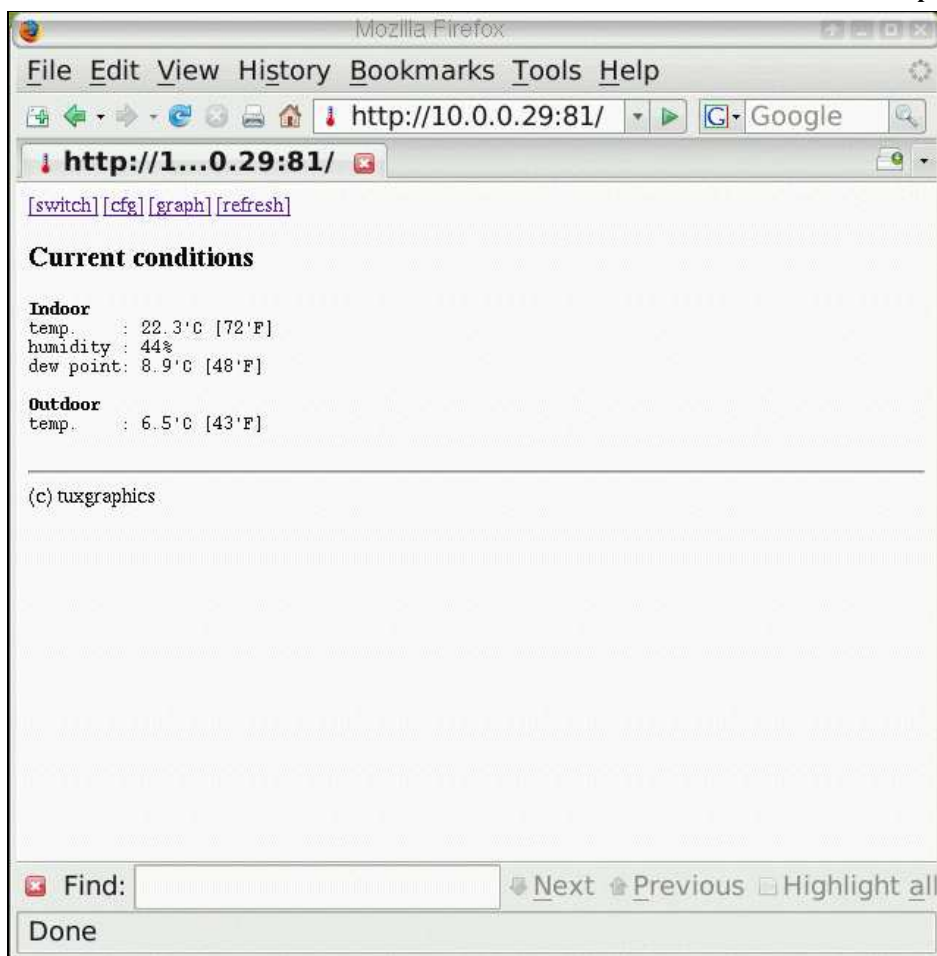 Mozilla Firefox
File Edit View History Bookmarks Tools Help
http://10.0.0.29:81/ G Google
http://1...0.29:81/
[switch] [cfg] [graph] [refresh]
Current conditions
Indoor
temp. : 22.3'C [72'F]
humidity : 44%
dew point: 8.9'C [48'F]
Outdoor
temp. : 6.5'C [43'F]
(c) tuxgraphics
Find: Next Previous Highlight all
Done